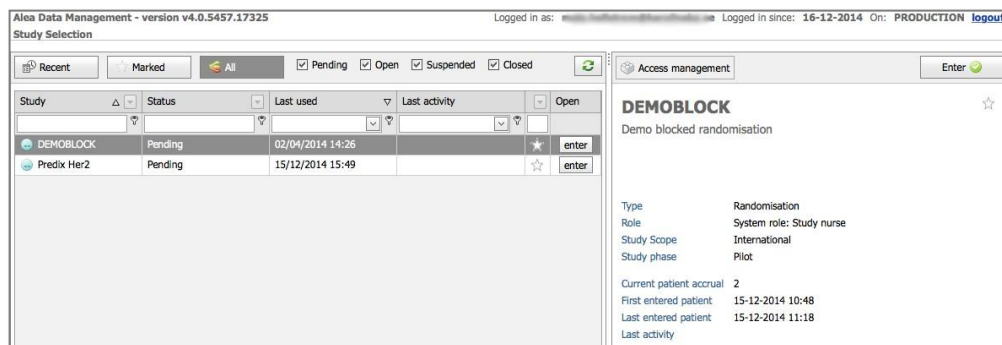 Alea Data Management - version v4.0.5457.17325 Logged in as: Logged in since: 16-12-2014 On: PRODUCTION logout
Study Selection
Recent Marked All Pending Open Suspended Closed
Study Status Last used Last activity Open
DEMOBLOCK Pending 02/04/2014 14:26 enter
Predix Her2 Pending 15/12/2014 15:49 enter
Access management Enter
DEMOBLOCK
Demo blocked randomisation
Type Randomisation
Role System role: Study nurse
Study Scope International
Study phase Pilot
Current patient accrual 2
First entered patient 15-12-2014 10:48
Last entered patient 15-12-2014 11:18
Last activity